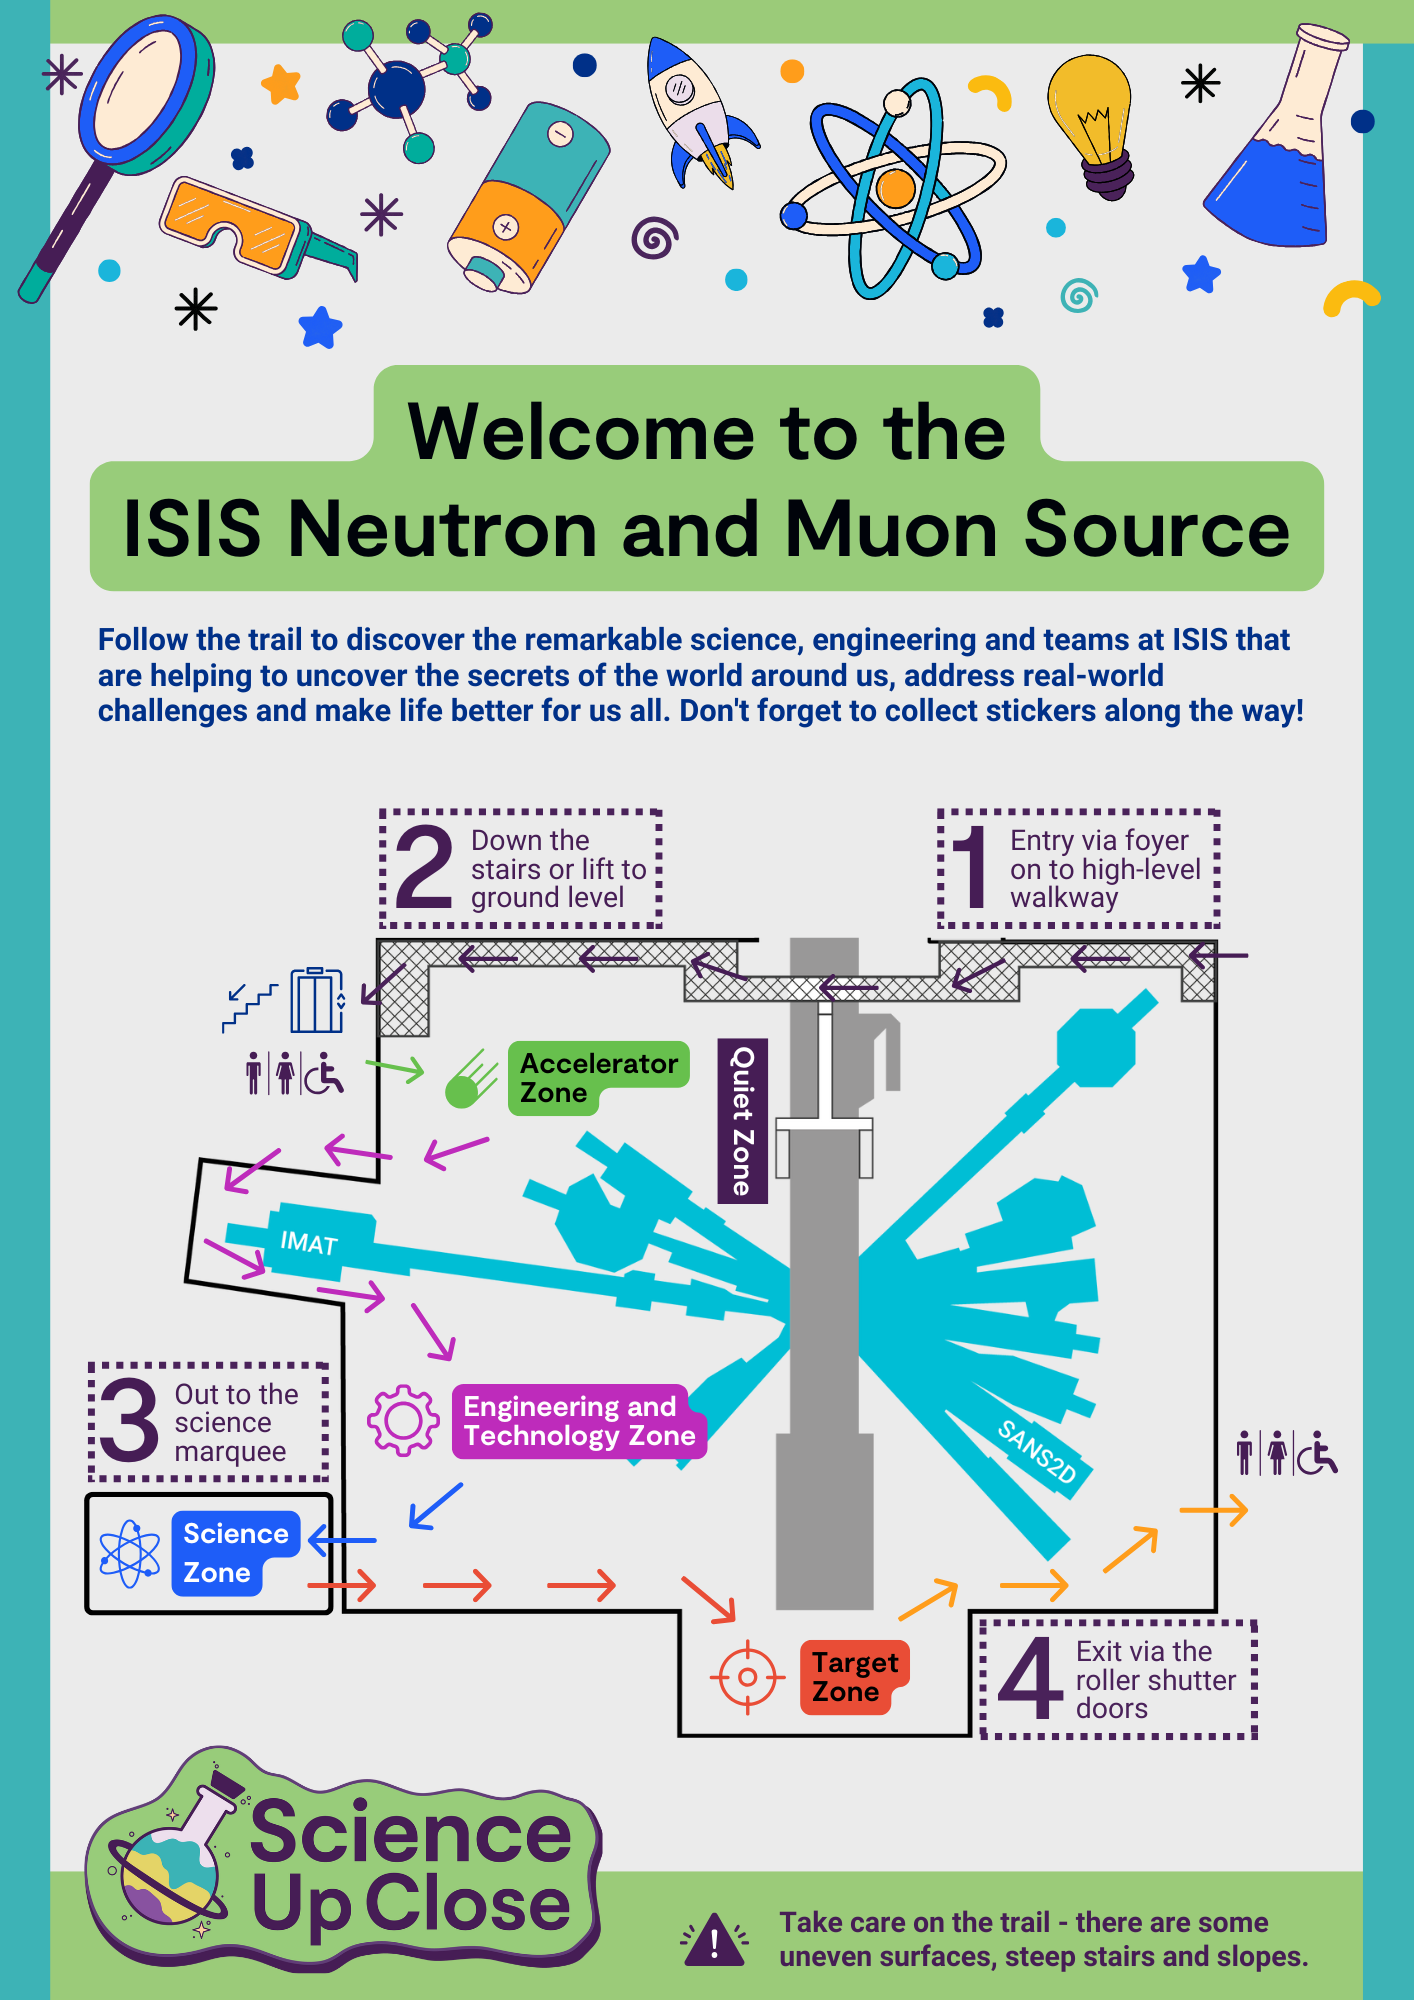 Welcome to the
ISIS Neutron and Muon Source
Follow the trail to discover the remarkable science, engineering and teams at ISIS that
are helping to uncover the secrets of the world around us, address real-world
challenges and make life better for us all. Don't forget to collect stickers along the way!
2
Down the
stairs or lift to
ground level
1
Entry via foyer
on to high-level
walkway
Accelerator
Zone
Quiet Zone
IMAT
3
Out to the
science
marquee
Engineering and
Technology Zone
SANS2D
Science
Zone
Target
Zone
4
Exit via the
roller shutter
doors
Science
Up Close
Take care on the trail - there are some
uneven surfaces, steep stairs and slopes.